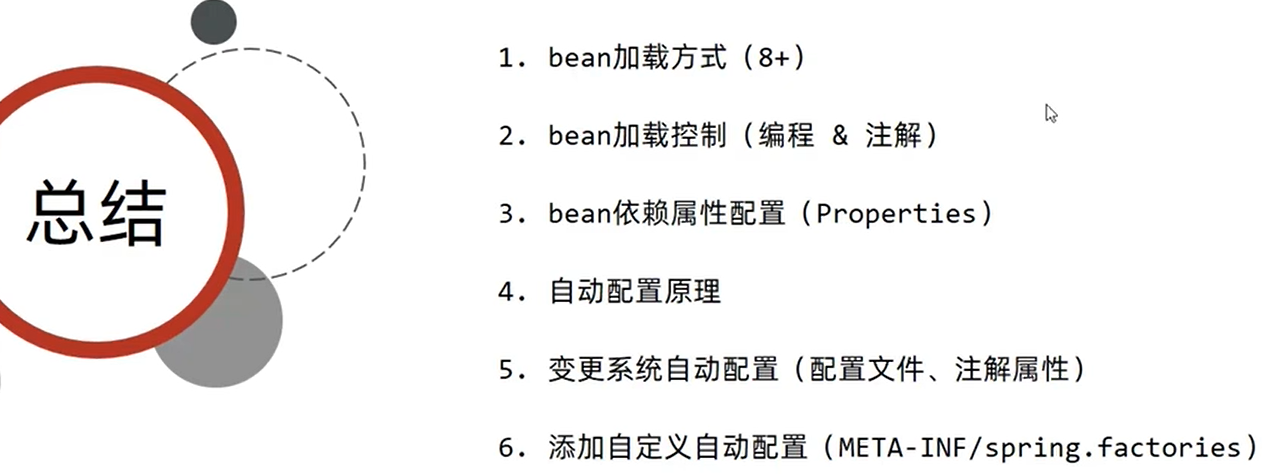 总结
1. bean加载方式（8+）
2. bean加载控制（编程 & 注解）
3. bean依赖属性配置（Properties）
4. 自动配置原理
5. 变更系统自动配置（配置文件、注解属性）
6. 添加自定义自动配置（META-INF/spring.factories）